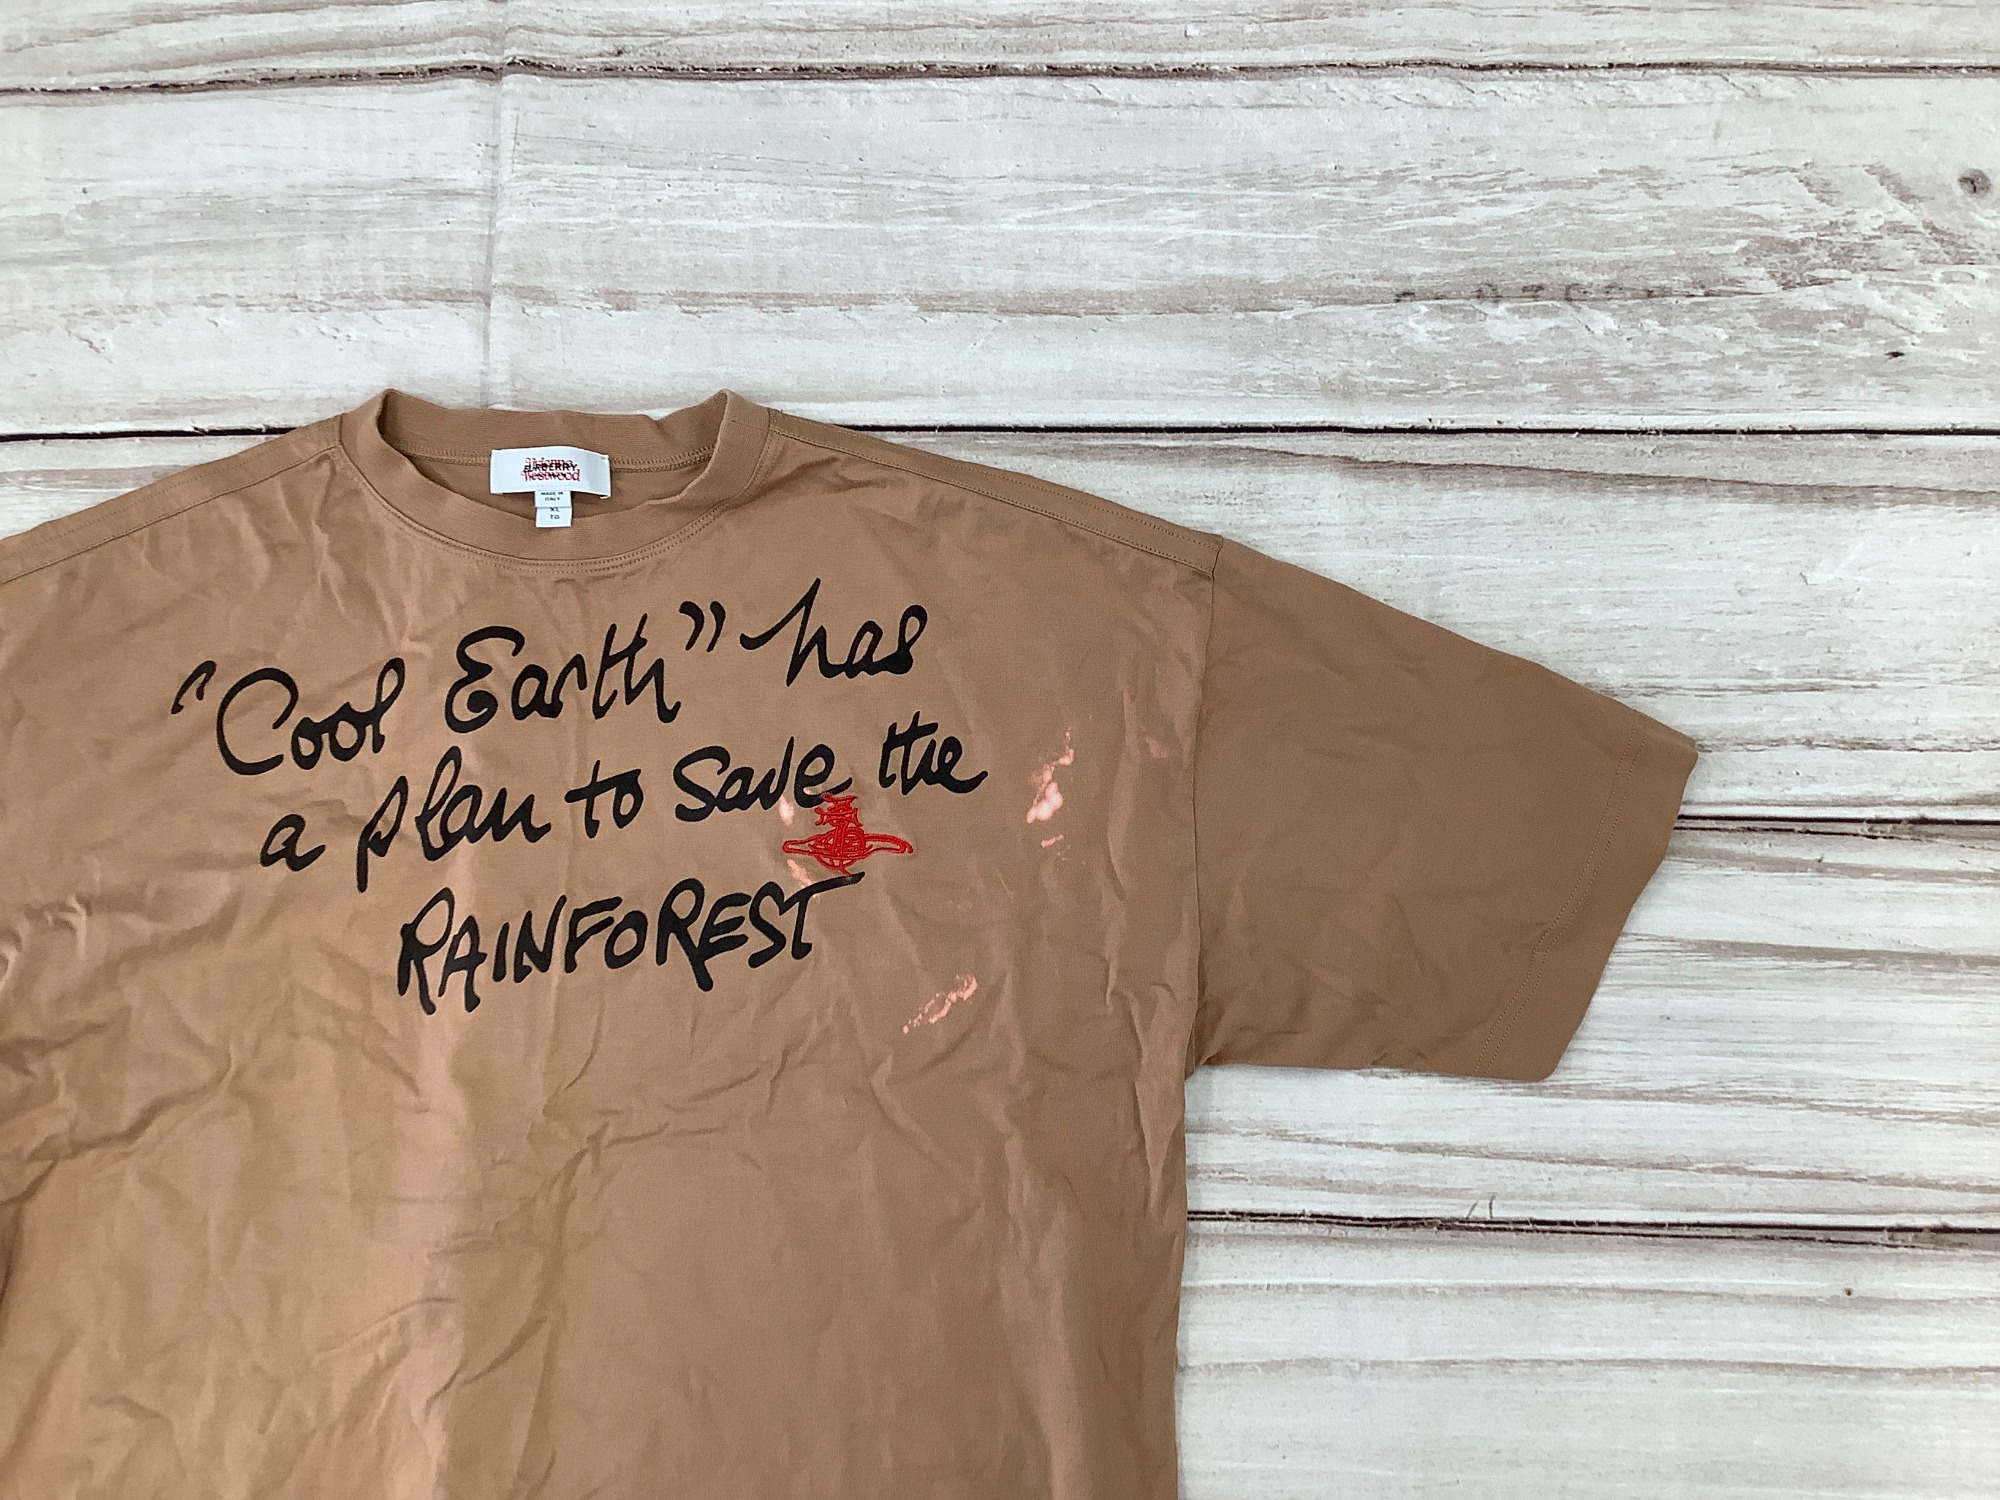 Vivienne
BURBERRY
Westwood
MADE IN
ITALY
XL
TG
"Cool Earth" has
a plan to save the
RAINFOREST